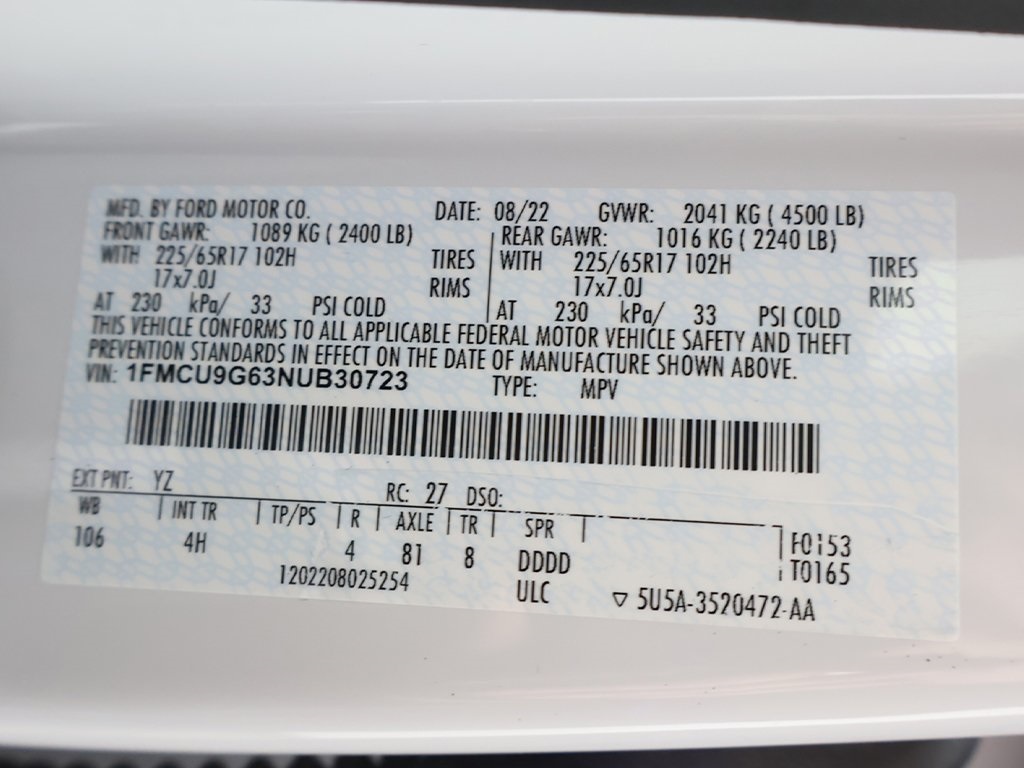 MFD. BY FORD MOTOR CO. DATE: 08/22 GVWR: 2041 KG ( 4500 LB)
FRONT GAWR: 1089 KG ( 2400 LB) REAR GAWR: 1016 KG ( 2240 LB)
WITH 225/65R17 102H TIRES WITH 225/65R17 102H TIRES
17x7.0J RIMS 17x7.0J RIMS
AT 230 kPa/ 33 PSI COLD AT 230 kPa/ 33 PSI COLD
THIS VEHICLE CONFORMS TO ALL APPLICABLE FEDERAL MOTOR VEHICLE SAFETY AND THEFT
PREVENTION STANDARDS IN EFFECT ON THE DATE OF MANUFACTURE SHOWN ABOVE.
VIN: 1FMCU9G63NUB30723 TYPE: MPV
EXT PNT: YZ RC: 27 DSO:
WB INT TR TP/PS R AXLE TR SPR F0153
106 4H 4 81 8 DDDD T0165
1202208025254 ULC ▽ 5U5A-3520472-AA